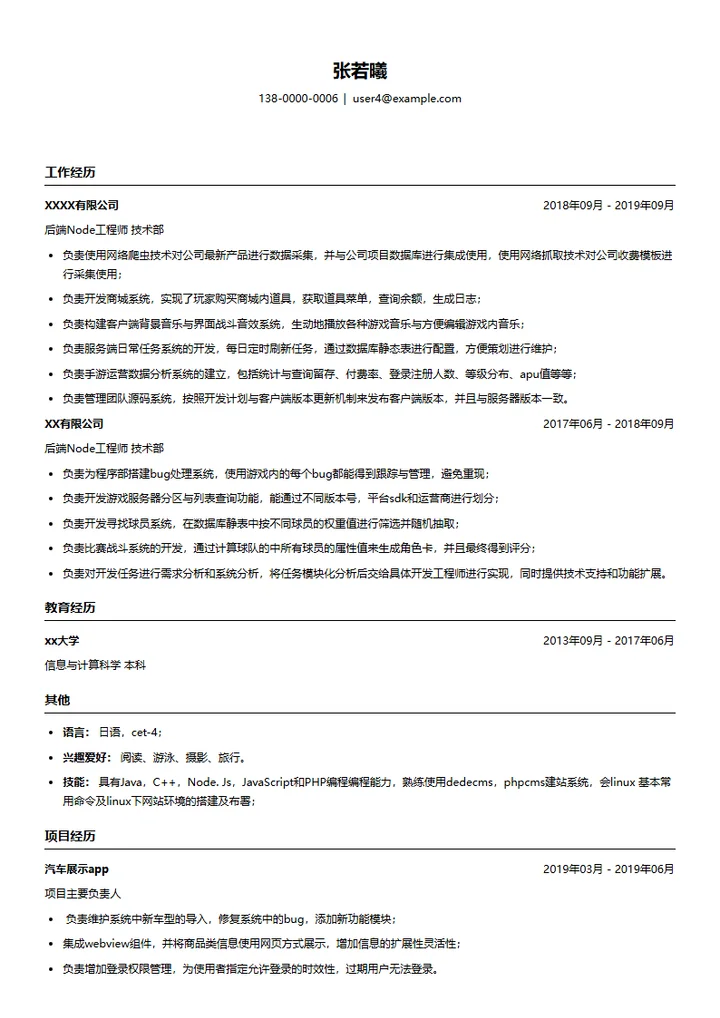 张若曦
138-0000-0006 | user4@example.com
工作经历
XXXX有限公司 2018年09月 - 2019年09月
后端Node工程师 技术部
• 负责使用网络爬虫技术对公司最新产品进行数据采集，并与公司项目数据库进行集成使用，使用网络抓取技术对公司收费模板进
行采集使用；
• 负责开发商城系统，实现了玩家购买商城内道具，获取道具菜单，查询余额，生成日志；
• 负责构建客户端背景音乐与界面战斗音效系统，生动地播放各种游戏音乐与方便编辑游戏内音乐；
• 负责服务端日常任务系统的开发，每日定时刷新任务，通过数据库静态表进行配置，方便策划进行维护；
• 负责手游运营数据分析系统的建立，包括统计与查询留存、付费率、登录注册人数、等级分布、apu值等等；
• 负责管理团队源码系统，按照开发计划与客户端版本更新机制来发布客户端版本，并且与服务器版本一致。
XX有限公司 2017年06月 - 2018年09月
后端Node工程师 技术部
• 负责为程序部搭建bug处理系统，使用游戏内的每个bug都能得到跟踪与管理，避免重现；
• 负责开发游戏服务器分区与列表查询功能，能通过不同版本号，平台sdk和运营商进行划分；
• 负责开发寻找球员系统，在数据库静表中按不同球员的权重值进行筛选并随机抽取；
• 负责比赛战斗系统的开发，通过计算球队的中所有球员的属性值来生成角色卡，并且最终得到评分；
• 负责对开发任务进行需求分析和系统分析，将任务模块化分析后交给具体开发工程师进行实现，同时提供技术支持和功能扩展。
教育经历
xx大学 2013年09月 - 2017年06月
信息与计算科学 本科
其他
• 语言： 日语，cet-4；
• 兴趣爱好： 阅读、游泳、摄影、旅行。
• 技能： 具有Java，C++，Node. Js，JavaScript和PHP编程编程能力，熟练使用dedecms，phpcms建站系统，会linux 基本常
用命令及linux下网站环境的搭建及布署；
项目经历
汽车展示app 2019年03月 - 2019年06月
项目主要负责人
• 负责维护系统中新车型的导入，修复系统中的bug，添加新功能模块；
• 集成webview组件，并将商品类信息使用网页方式展示，增加信息的扩展性灵活性；
• 负责增加登录权限管理，为使用者指定允许登录的时效性，过期用户无法登录。